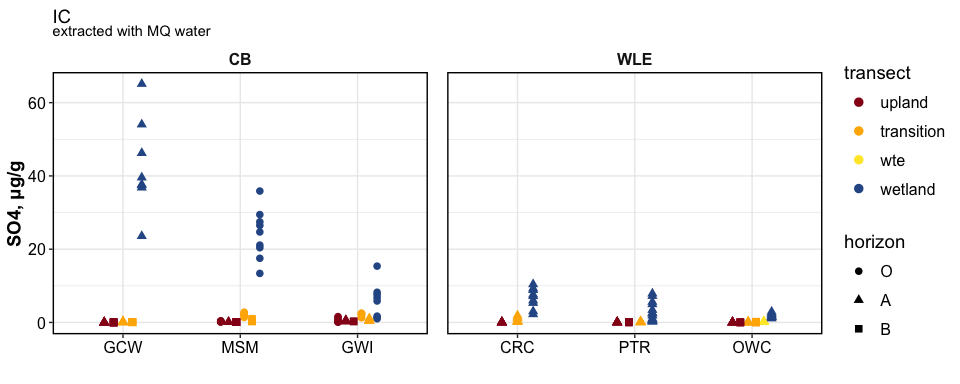 IC
extracted with MQ water
CB
WLE
SO4, µg/g
60
40
20
0
GCW
MSM
GWI
CRC
PTR
OWC
transect
upland
transition
wte
wetland
horizon
O
A
B